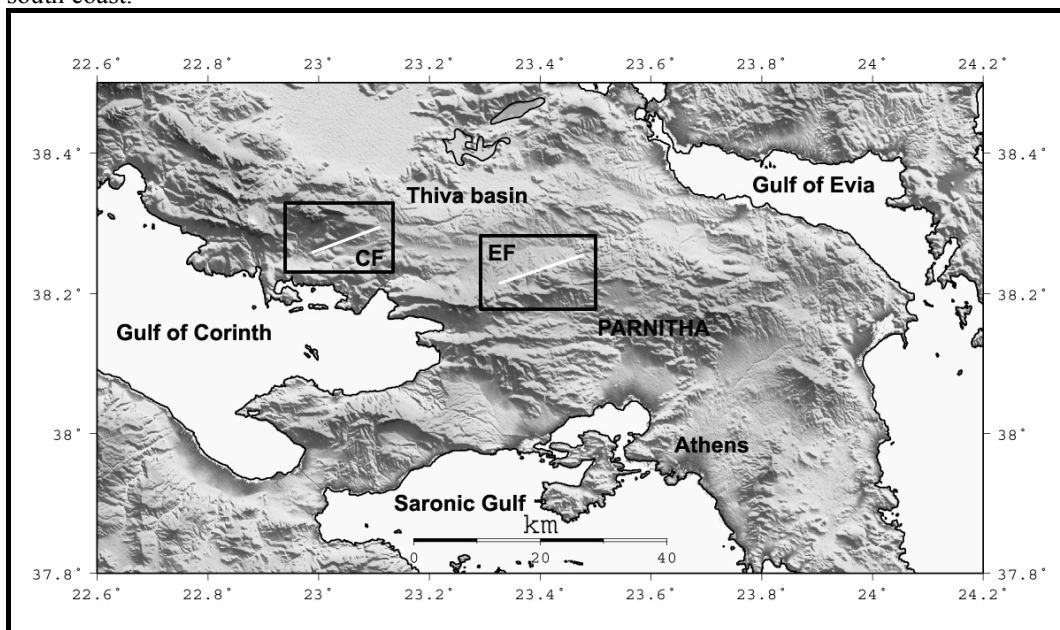 south coast.
22.6° 22.8° 23° 23.2° 23.4° 23.6° 23.8° 24° 24.2°
38.4° 38.4°
Gulf of Evia
Thiva basin
EF
CF
38.2° 38.2°
PARNITHA
Gulf of Corinth
38° 38°
Athens
Saronic Gulf
km
0 20 40
37.8° 37.8°
22.6° 22.8° 23° 23.2° 23.4° 23.6° 23.8° 24° 24.2°